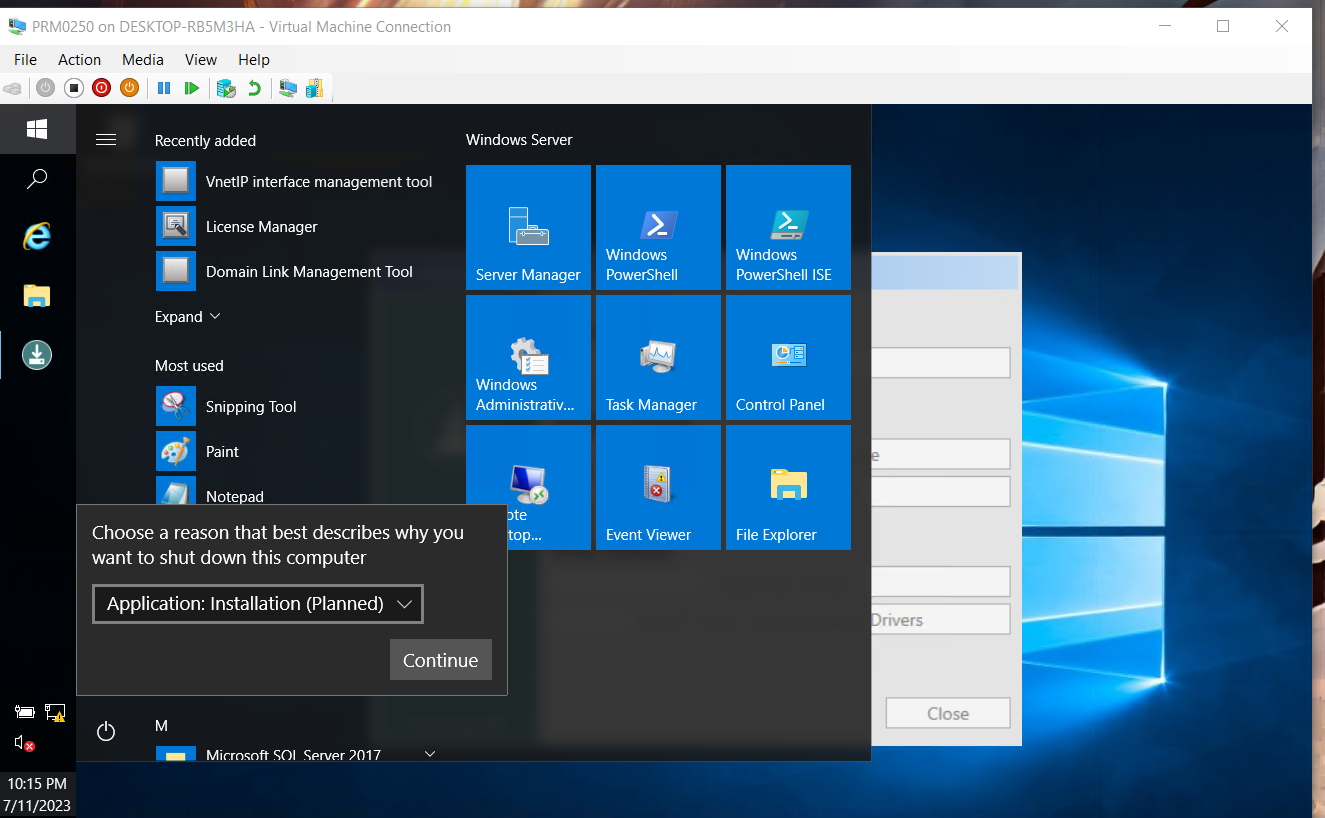 PRM0250 on DESKTOP-RB5M3HA - Virtual Machine Connection
File Action Media View Help
Recently added
VnetIP interface management tool
License Manager
Domain Link Management Tool
Expand
Most used
Snipping Tool
Paint
Notepad
Windows Server
Server Manager
Windows
PowerShell
Windows
PowerShell ISE
Windows
Administrativ...
Task Manager
Control Panel
ote
top...
Event Viewer
File Explorer
Choose a reason that best describes why you
want to shut down this computer
Application: Installation (Planned)
Continue
M
Microsoft SQL Server 2017
e
Drivers
Close
10:15 PM
7/11/2023